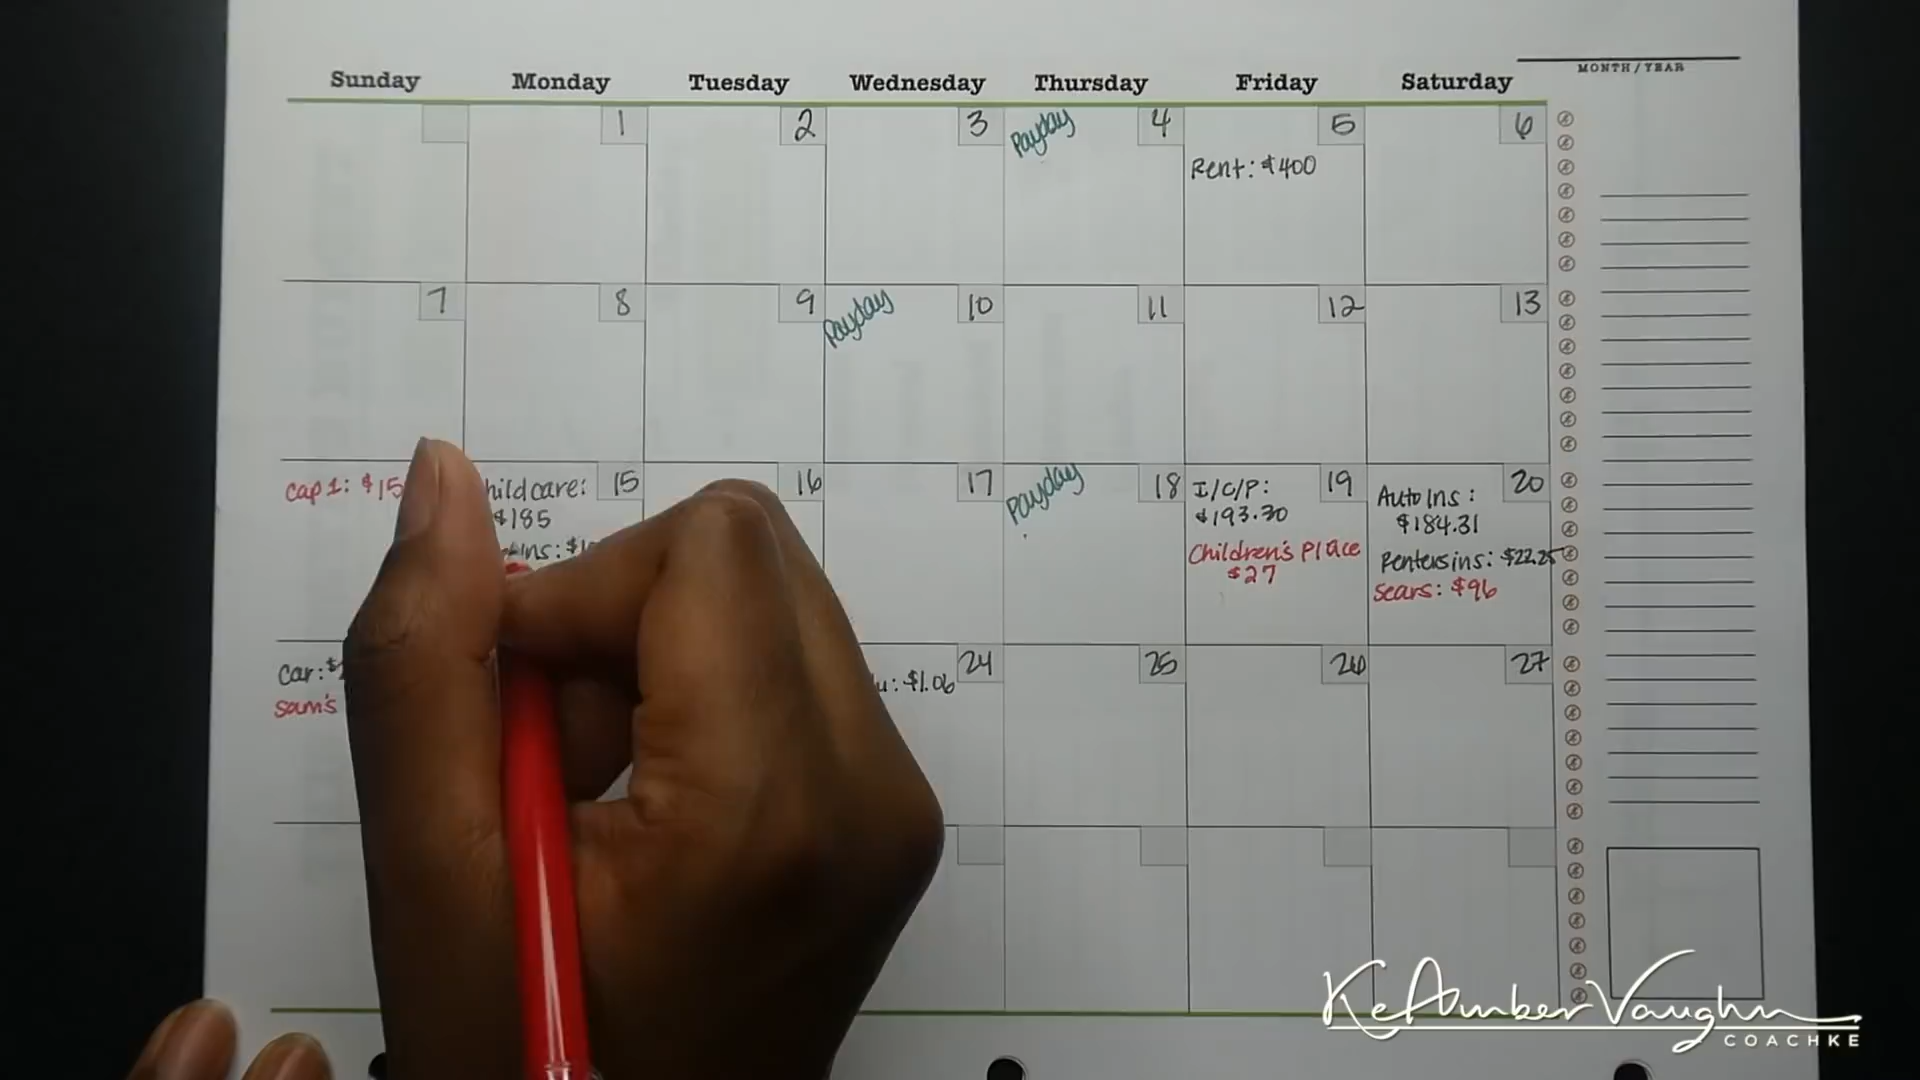 MONTH/YEAR
Sunday Monday Tuesday Wednesday Thursday Friday Saturday
1 2 3 Payday 4 5 6
Rent: $400
7 8 9 Payday 10 11 12 13
Cap 1: $15
15
$185
16
17
Payday 18
I/C/P: 19
$193.30
Children's Place
$27
Auto Ins: 20
$184.31
Renters ins: $22.25
Sears: $96
Car:
Sam's
24
: $1.06
25
26
27
KeAmber Vaughn
COACHKE